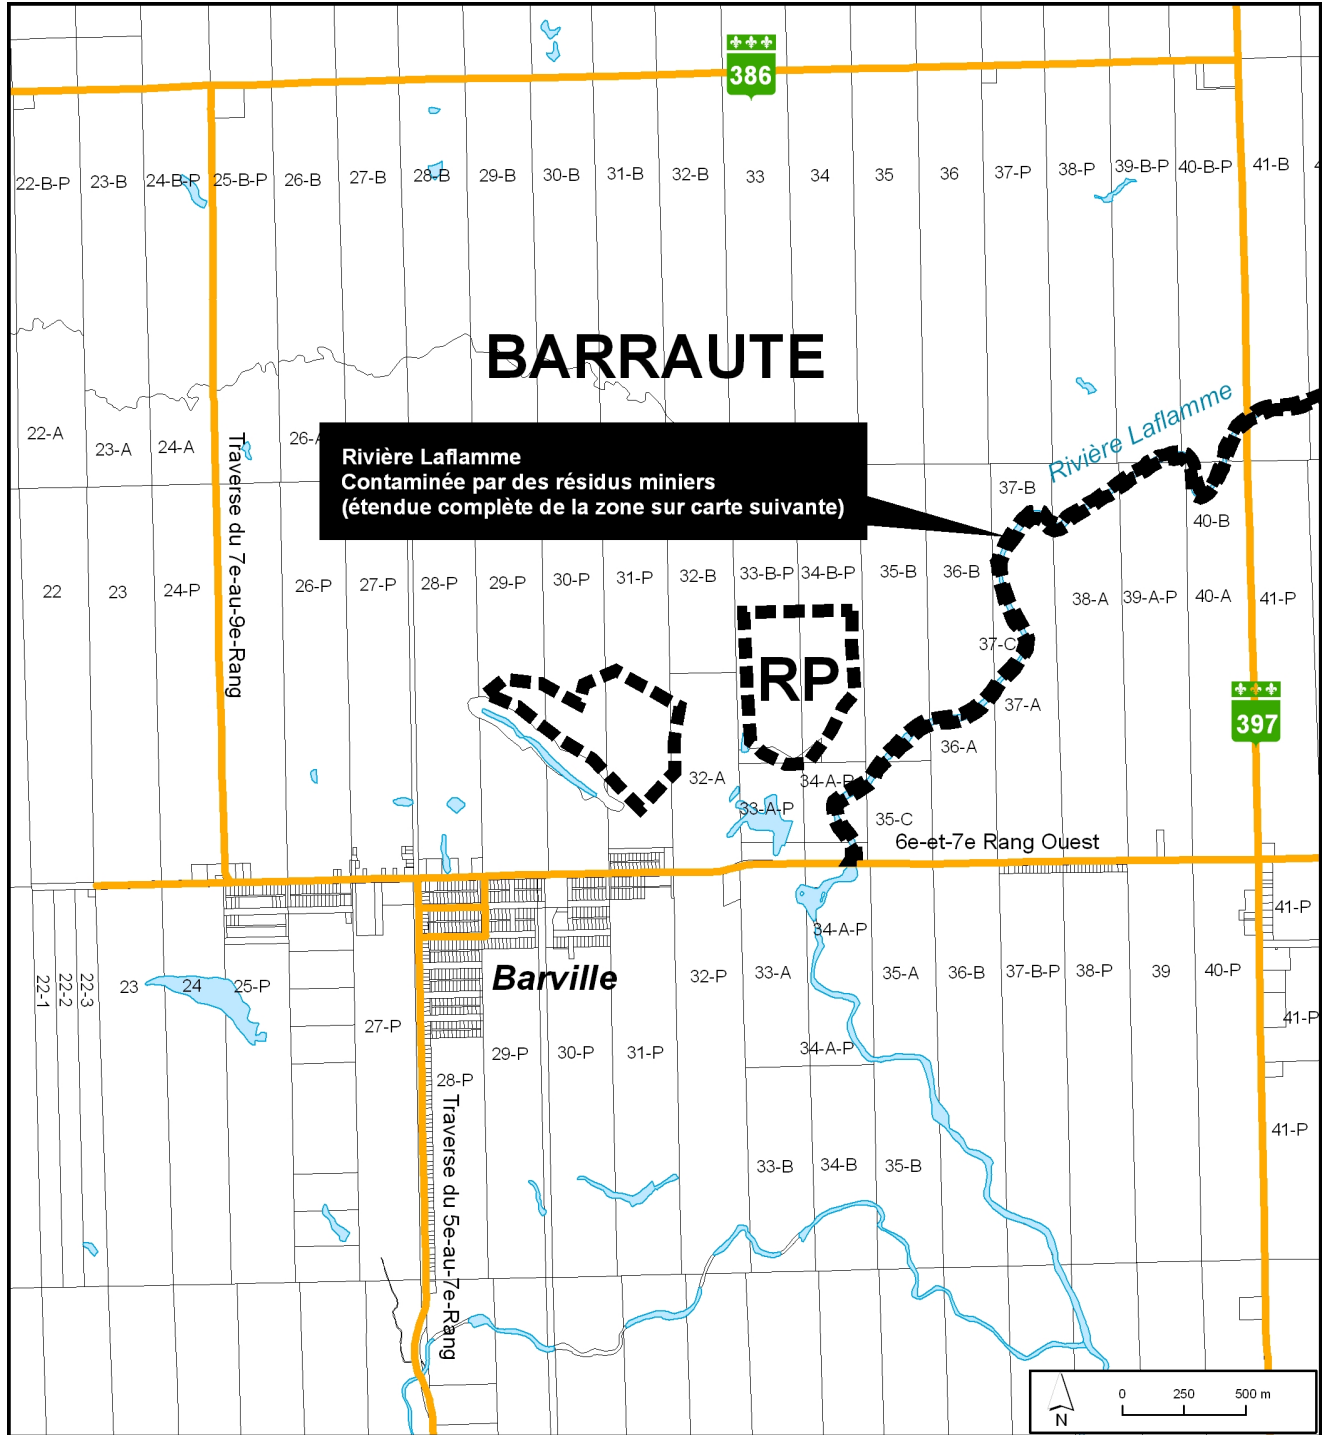 386
22-B-P
23-B
24-B-P
25-B-P
26-B
27-B
28-B
29-B
30-B
31-B
32-B
33
34
35
36
37-P
38-P
39-B-P
40-B-P
41-B
BARRAUTE
Rivière Laflamme
22-A
23-A
24-A
Rivière Laflamme
Contaminée par des résidus miniers
(étendue complète de la zone sur carte suivante)
37-B
40-B
Traverse du 7e-au-9e-Rang
22
23
24-P
26-P
27-P
28-P
29-P
30-P
31-P
32-B
33-B-P
34-B-P
35-B
36-B
38-A
39-A-P
40-A
41-P
37-C
RP
37-A
397
36-A
32-A
33-A-P
35-C
6e-et-7e Rang Ouest
41-P
34-A-P
Barville
22-1
22-2
22-3
23
24
25-P
32-P
33-A
35-A
36-B
37-B-P
38-P
39
40-P
41-P
27-P
29-P
30-P
31-P
34-A-P
28-P
Traverse du 5e-au-7e-Rang
41-P
33-B
34-B
35-B
N
0 250 500 m